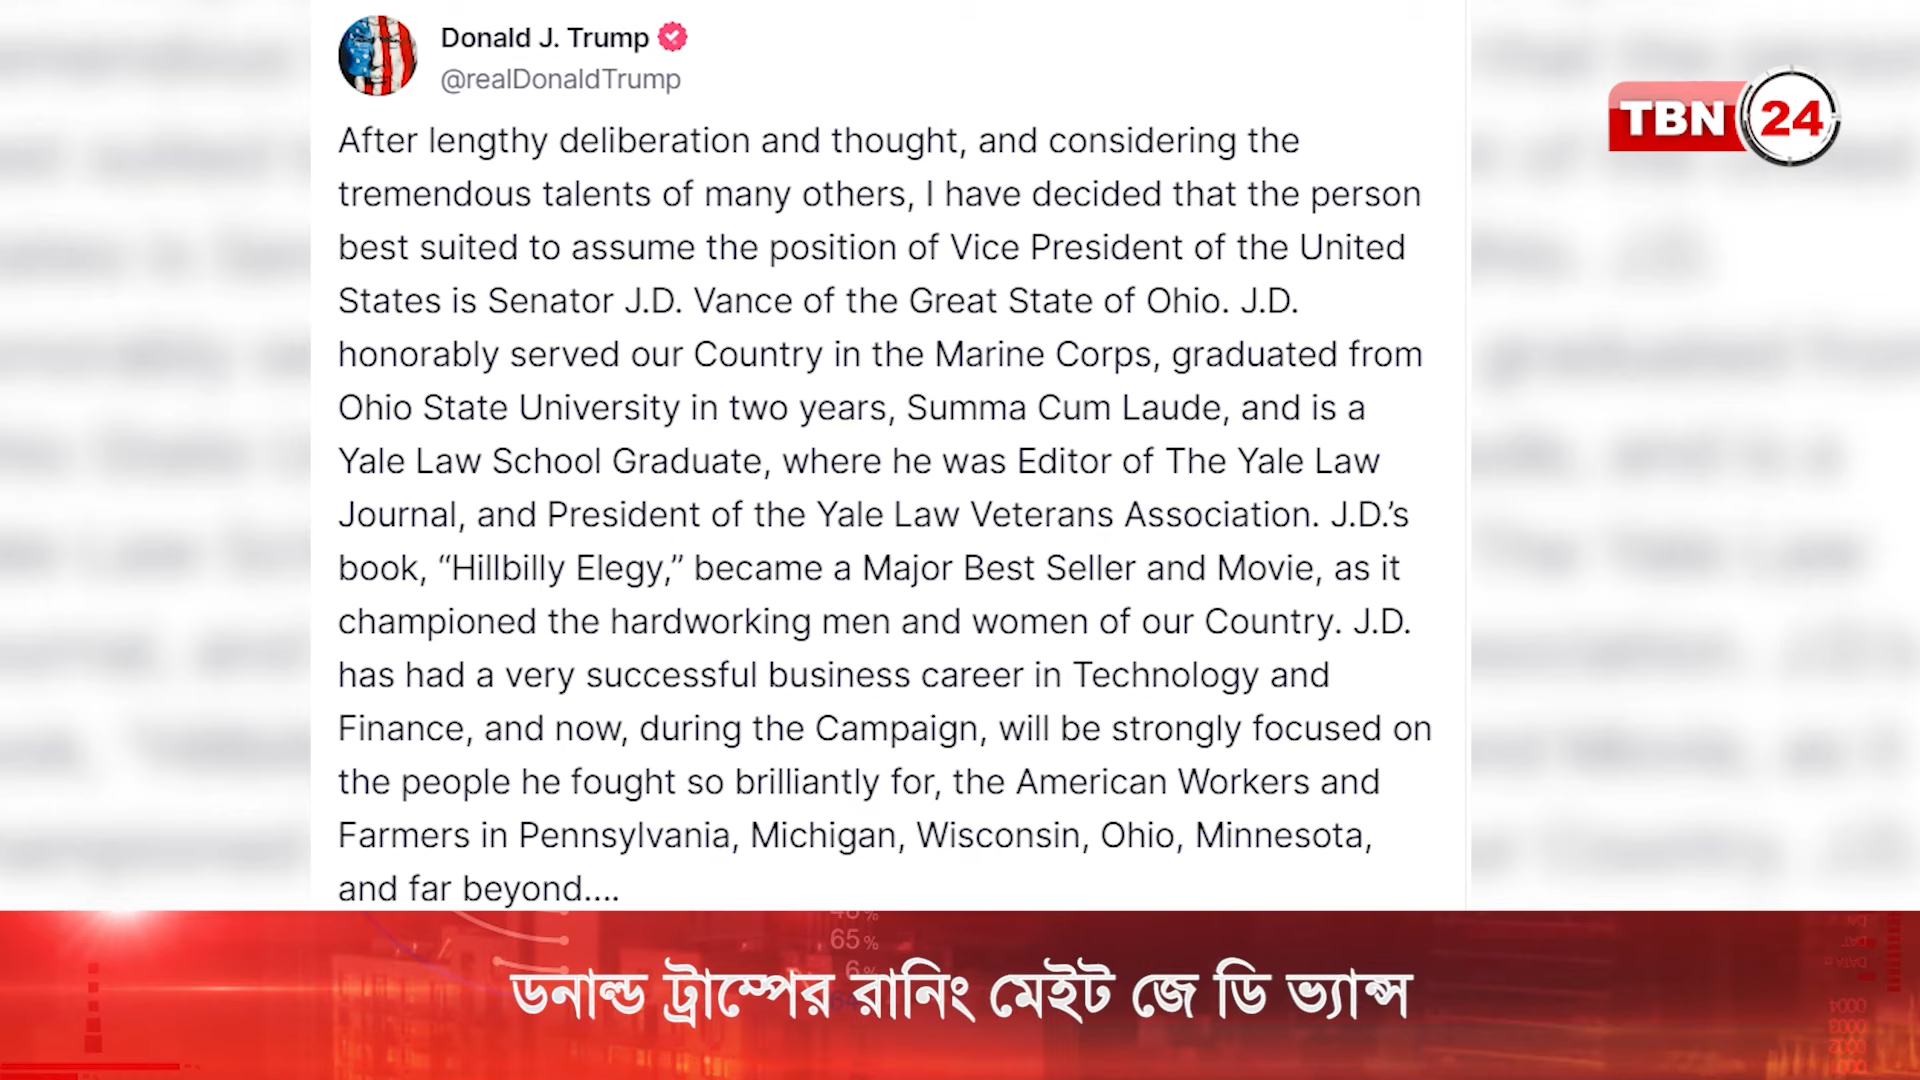 Donald J. Trump
@realDonaldTrump
TBN 24
After lengthy deliberation and thought, and considering the
tremendous talents of many others, I have decided that the person
best suited to assume the position of Vice President of the United
States is Senator J.D. Vance of the Great State of Ohio. J.D.
honorably served our Country in the Marine Corps, graduated from
Ohio State University in two years, Summa Cum Laude, and is a
Yale Law School Graduate, where he was Editor of The Yale Law
Journal, and President of the Yale Law Veterans Association. J.D.’s
book, “Hillbilly Elegy,” became a Major Best Seller and Movie, as it
championed the hardworking men and women of our Country. J.D.
has had a very successful business career in Technology and
Finance, and now, during the Campaign, will be strongly focused on
the people he fought so brilliantly for, the American Workers and
Farmers in Pennsylvania, Michigan, Wisconsin, Ohio, Minnesota,
and far beyond....
65%
ডনাল্ড ট্রাম্পের রানিং মেইট জে ডি ভ্যান্স